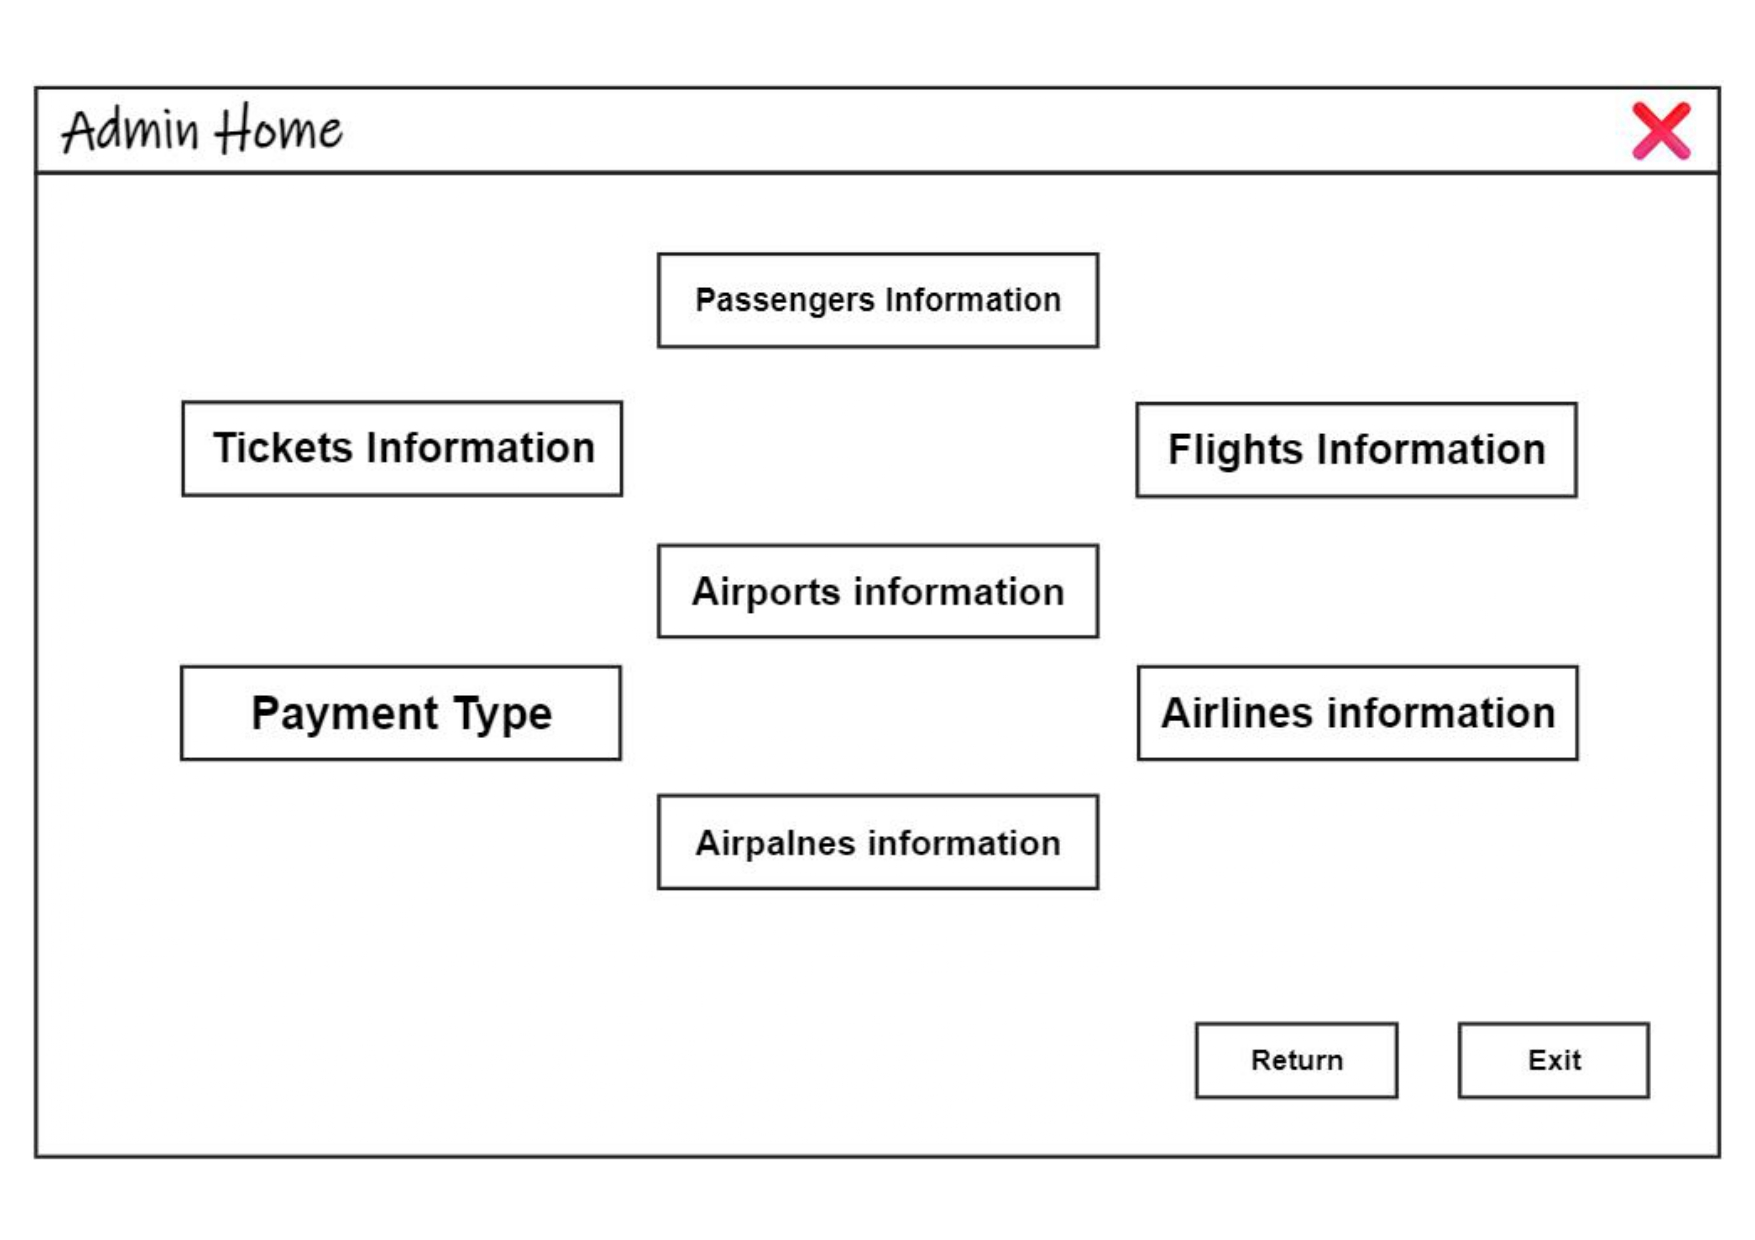 Admin Home
Passengers Information
Tickets Information
Flights Information
Airports information
Payment Type
Airlines information
Airpalnes information
Return
Exit